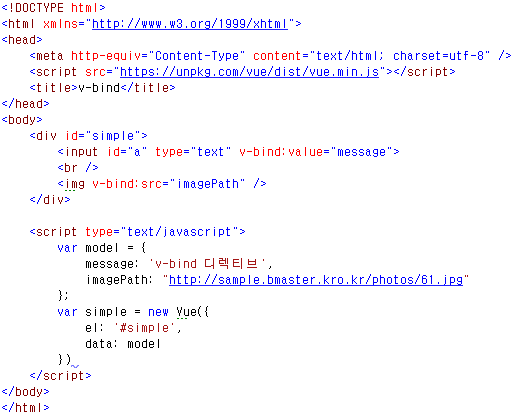 <!DOCTYPE html>
<html xmlns="http://www.w3.org/1999/xhtml">
<head>
    <meta http-equiv="Content-Type" content="text/html; charset=utf-8" />
    <script src="https://unpkg.com/vue/dist/vue.min.js"></script>
    <title>v-bind</title>
</head>
<body>
    <div id="simple">
        <input id="a" type="text" v-bind:value="message">
        <br />
        <img v-bind:src="imagePath" />
    </div>

    <script type="text/javascript">
        var model = {
            message: 'v-bind 디렉티브',
            imagePath: "http://sample.bmaster.kro.kr/photos/61.jpg"
        };
        var simple = new Vue({
            el: '#simple',
            data: model
        })
    </script>
</body>
</html>